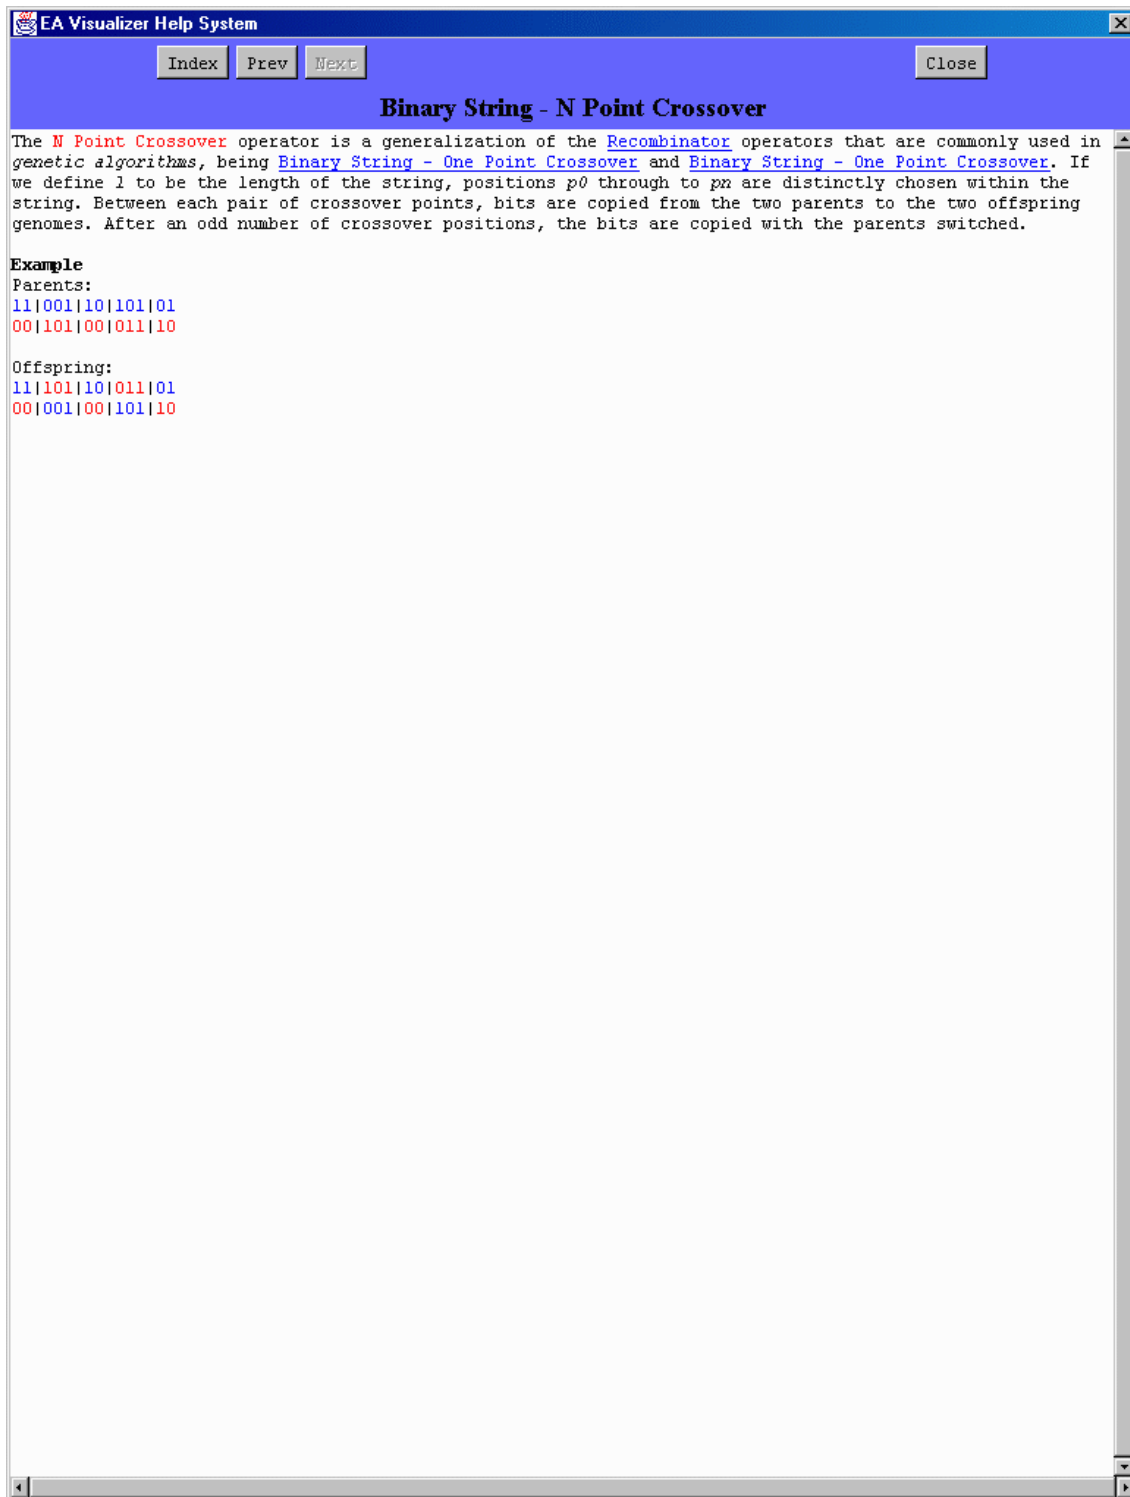 EA Visualizer Help System
Index Prev Next Close
Binary String - N Point Crossover
The N Point Crossover operator is a generalization of the Recombinator operators that are commonly used in
genetic algorithms, being Binary String - One Point Crossover and Binary String - One Point Crossover. If
we define l to be the length of the string, positions p0 through to pn are distinctly chosen within the
string. Between each pair of crossover points, bits are copied from the two parents to the two offspring
genomes. After an odd number of crossover positions, the bits are copied with the parents switched.
Example
Parents:
11|001|10|101|01
00|101|00|011|10
Offspring:
11|101|10|011|01
00|001|00|101|10